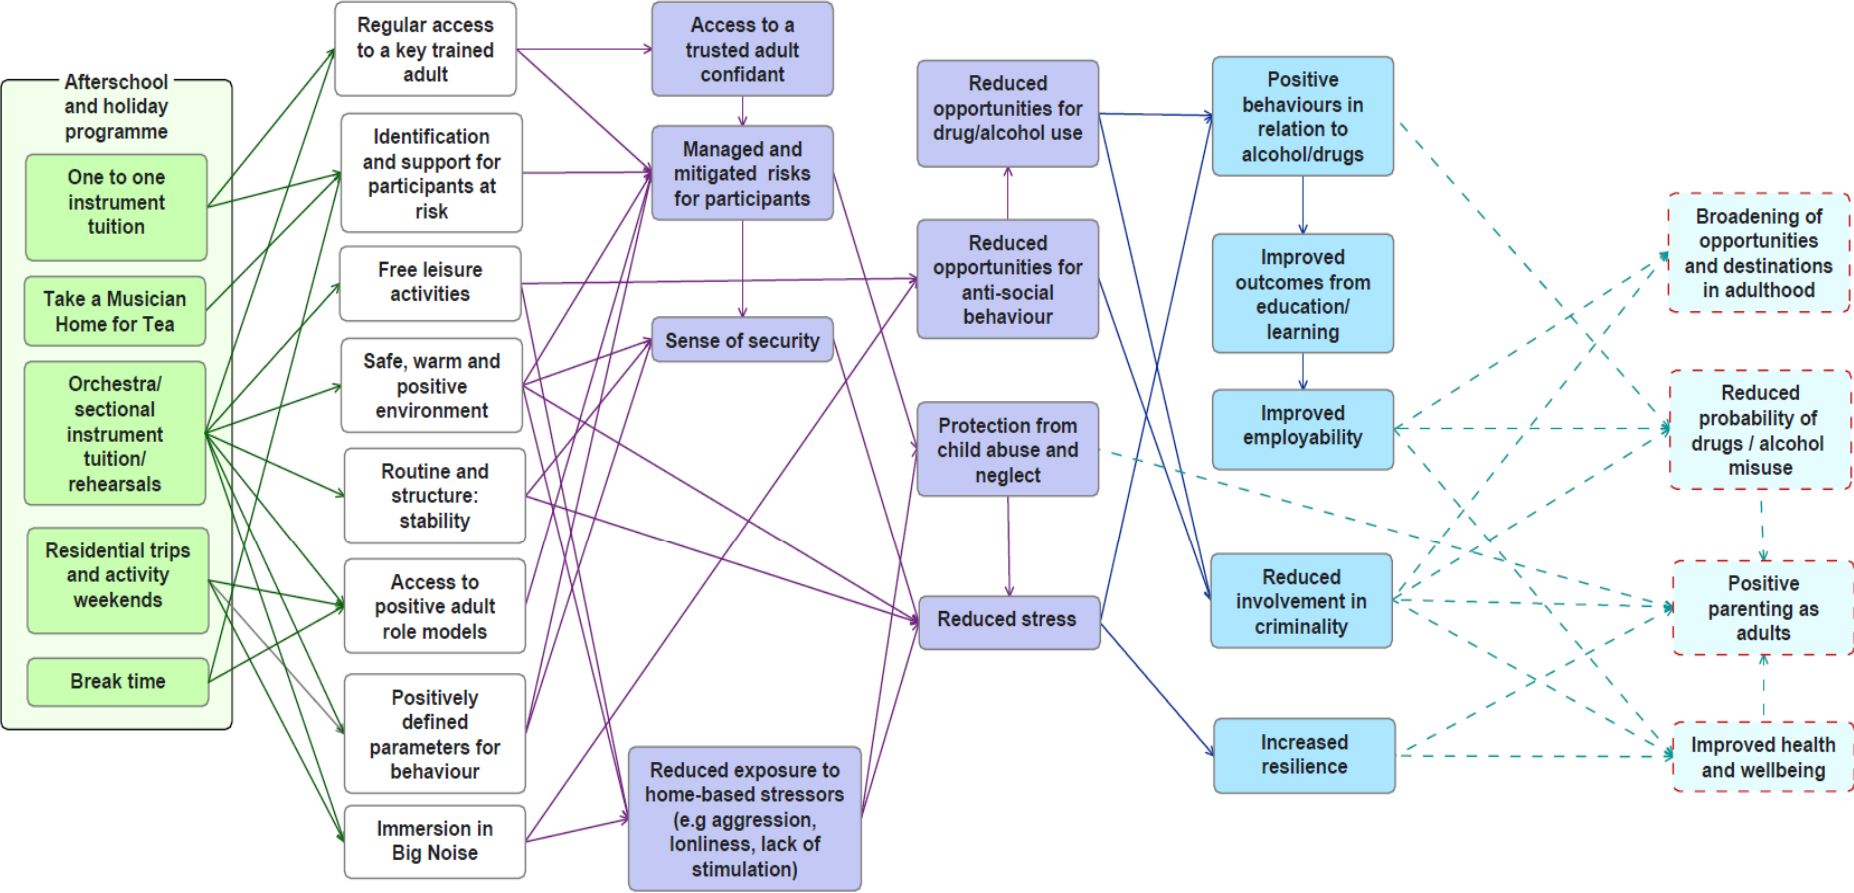 Afterschool
and holiday
programme
One to one
instrument
tuition
Take a Musician
Home for Tea
Orchestra/
sectional
instrument
tuition/
rehearsals
Residential trips
and activity
weekends
Break time
Regular access
to a key trained
adult
Identification
and support for
participants at
risk
Free leisure
activities
Safe, warm and
positive
environment
Routine and
structure:
stability
Access to
positive adult
role models
Positively
defined
parameters for
behaviour
Immersion in
Big Noise
Access to a
trusted adult
confidant
Managed and
mitigated risks
for participants
Sense of security
Reduced exposure to
home-based stressors
(e.g aggression,
lonliness, lack of
stimulation)
Reduced
opportunities for
drug/alcohol use
Reduced
opportunities for
anti-social
behaviour
Protection from
child abuse and
neglect
Reduced stress
Positive
behaviours in
relation to
alcohol/drugs
Improved
outcomes from
education/
learning
Improved
employability
Reduced
involvement in
criminality
Increased
resilience
Broadening of
opportunities
and destinations
in adulthood
Reduced
probability of
drugs / alcohol
misuse
Positive
parenting as
adults
Improved health
and wellbeing